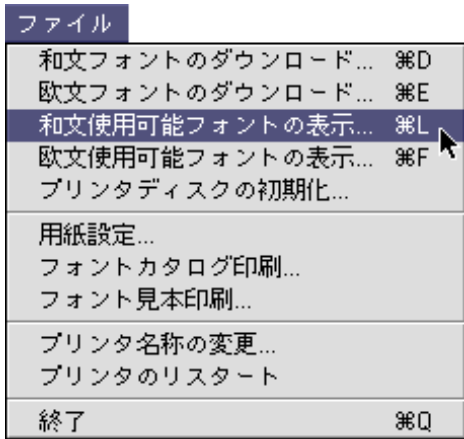 ファイル
和文フォントのダウンロード... ⌘D
欧文フォントのダウンロード... ⌘E
和文使用可能フォントの表示... ⌘L
欧文使用可能フォントの表示... ⌘F
プリンタディスクの初期化...
用紙設定...
フォントカタログ印刷...
フォント見本印刷...
プリンタ名称の変更...
プリンタのリスタート
終了 ⌘Q